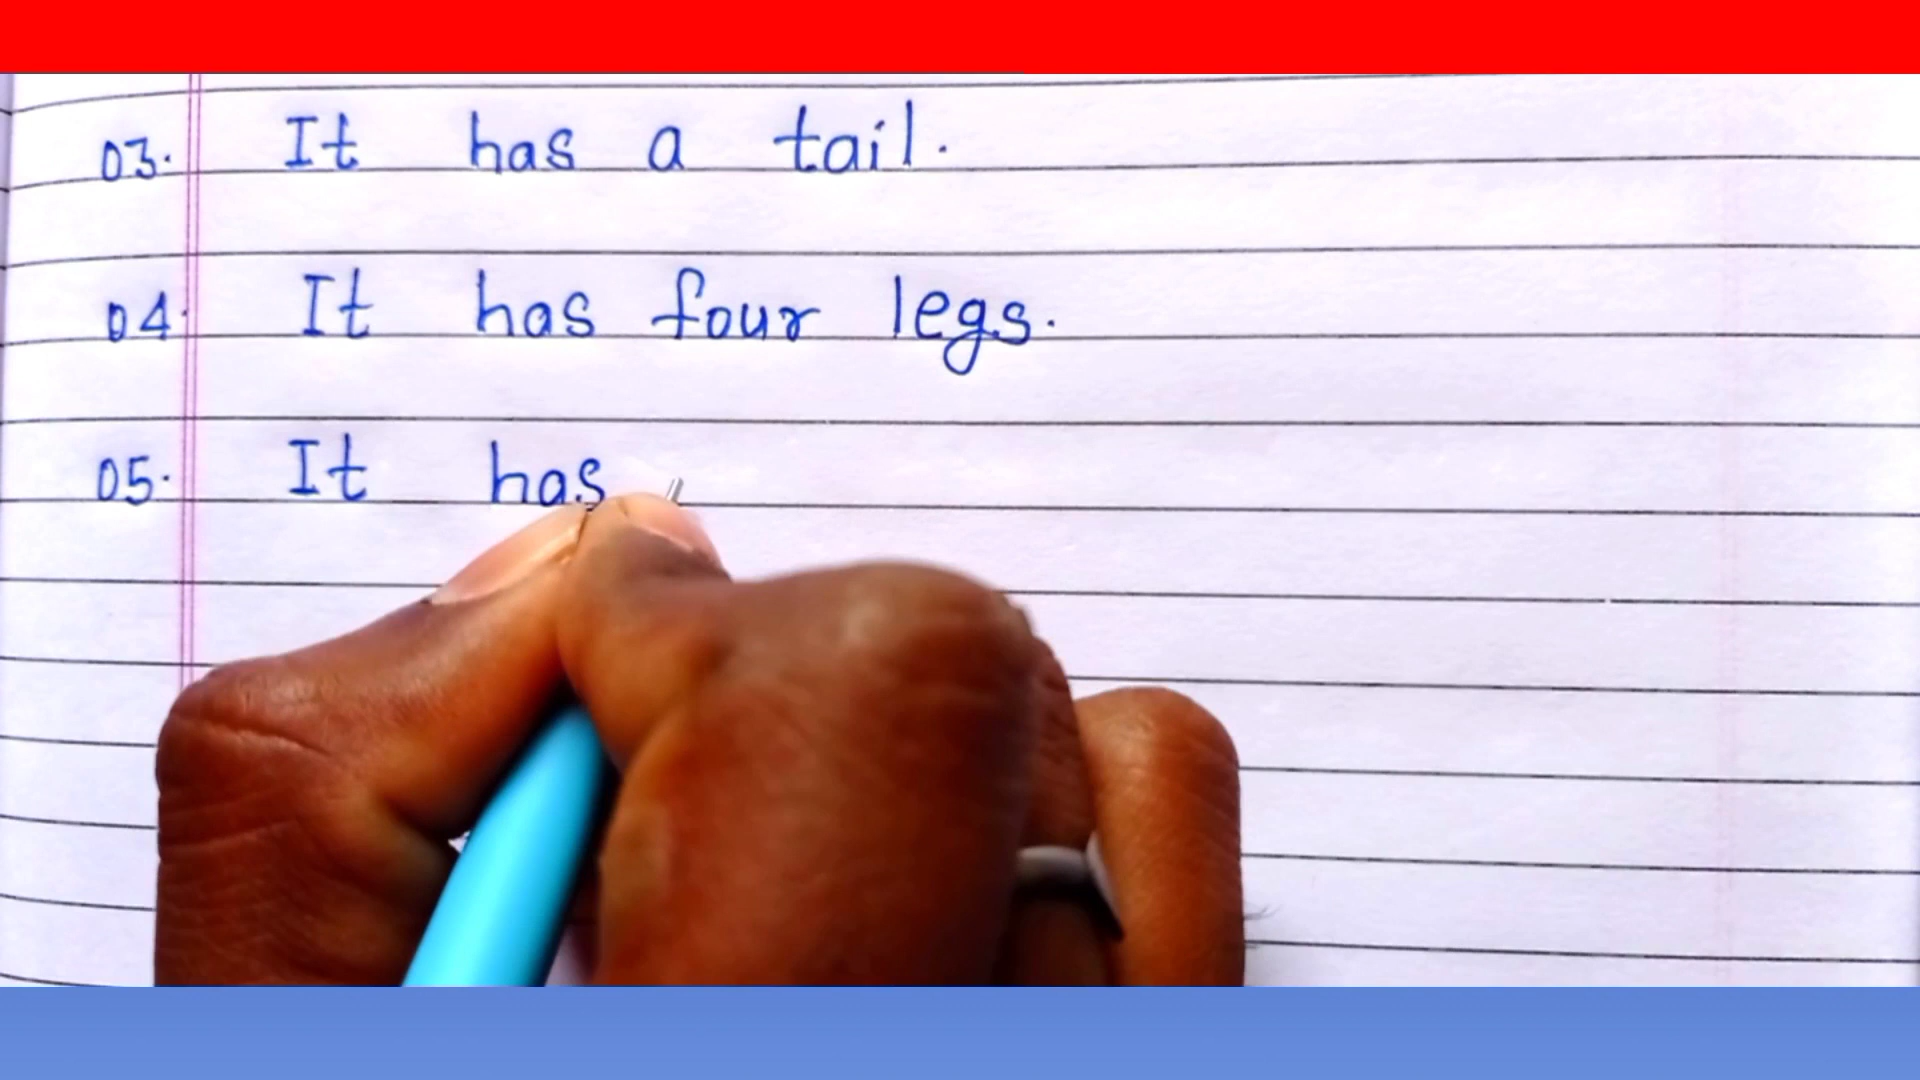 03. It has a tail.
04. It has four legs.
05. It has